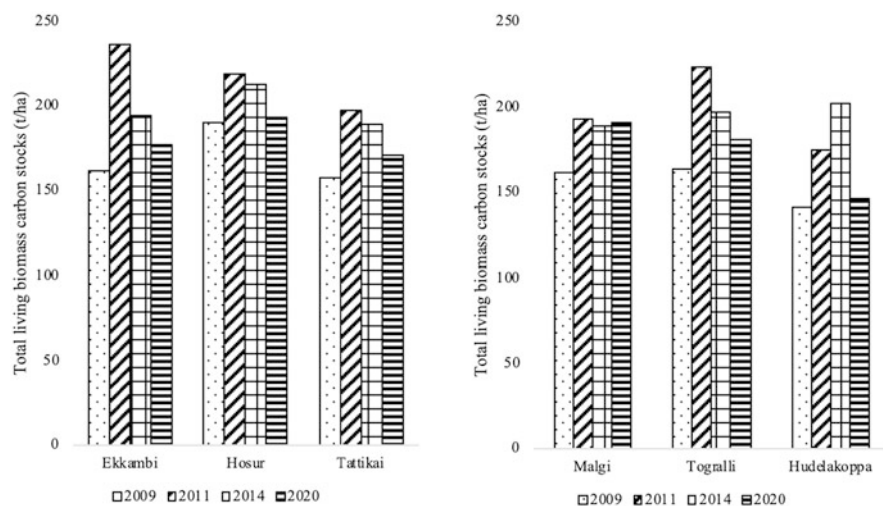 Total living biomass carbon stocks (t/ha)
250
200
150
100
50
0
Ekkambi Hosur Tattikai
2009 2011 2014 2020
Total living biomass carbon stocks (t/ha)
250
200
150
100
50
0
Malgi Togralli Hudelakoppa
2009 2011 2014 2020